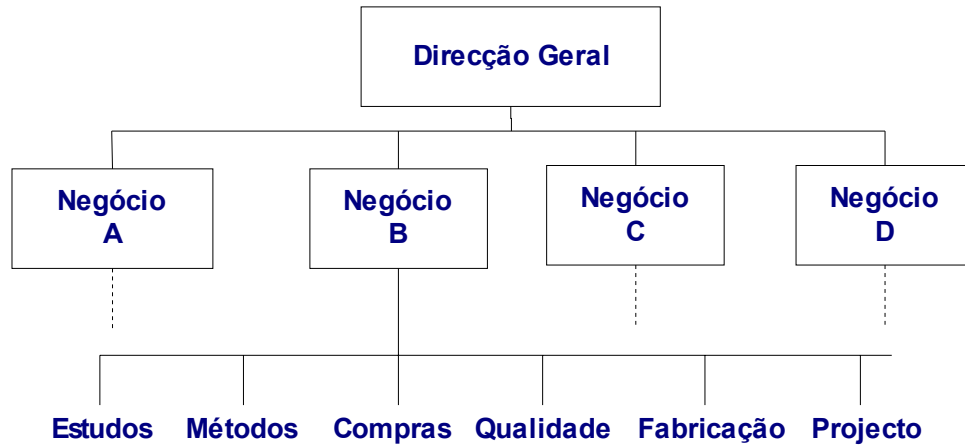 Direcção Geral
Negócio
A
Negócio
B
Negócio
C
Negócio
D
Estudos
Métodos
Compras
Qualidade
Fabricação
Projecto